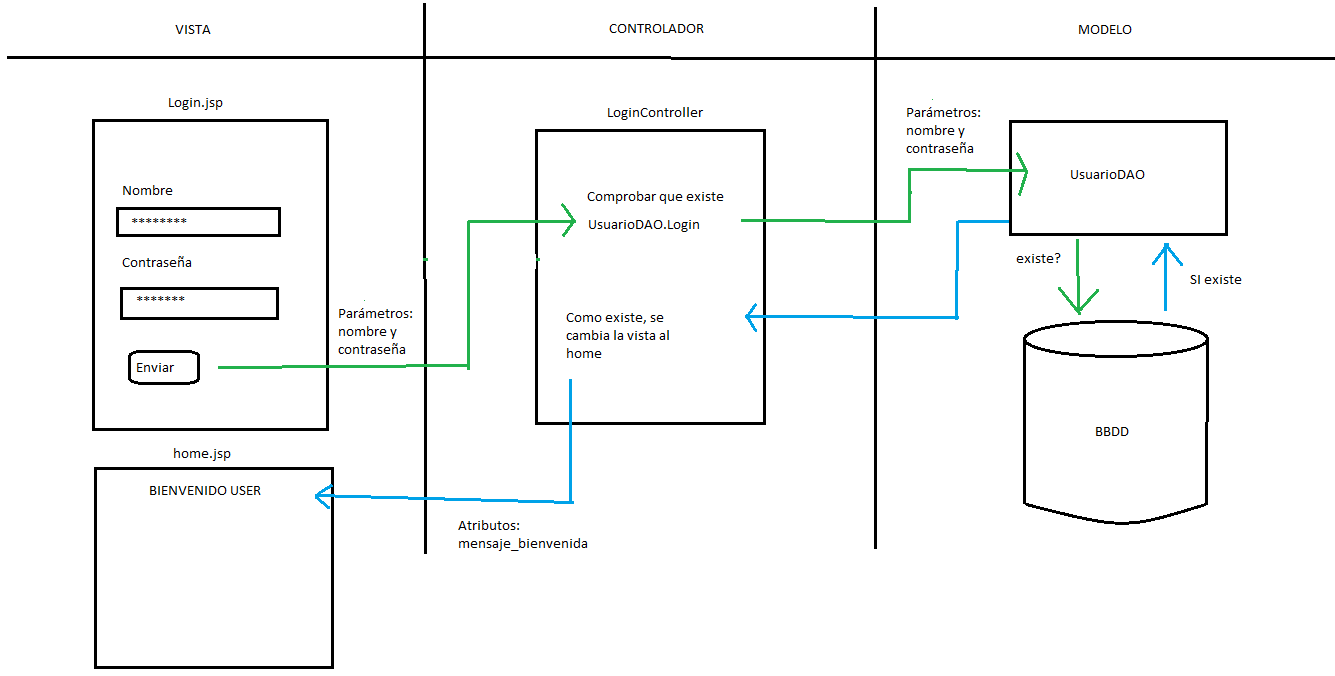 VISTA
CONTROLADOR
MODELO
Login.jsp
Nombre
********
Contraseña
*******
Enviar
Parámetros:
nombre y
contraseña
LoginController
Comprobar que existe
UsuarioDAO.Login
Como existe, se
cambia la vista al
home
Parámetros:
nombre y
contraseña
UsuarioDAO
existe?
SI existe
BBDD
home.jsp
BIENVENIDO USER
Atributos:
mensaje_bienvenida